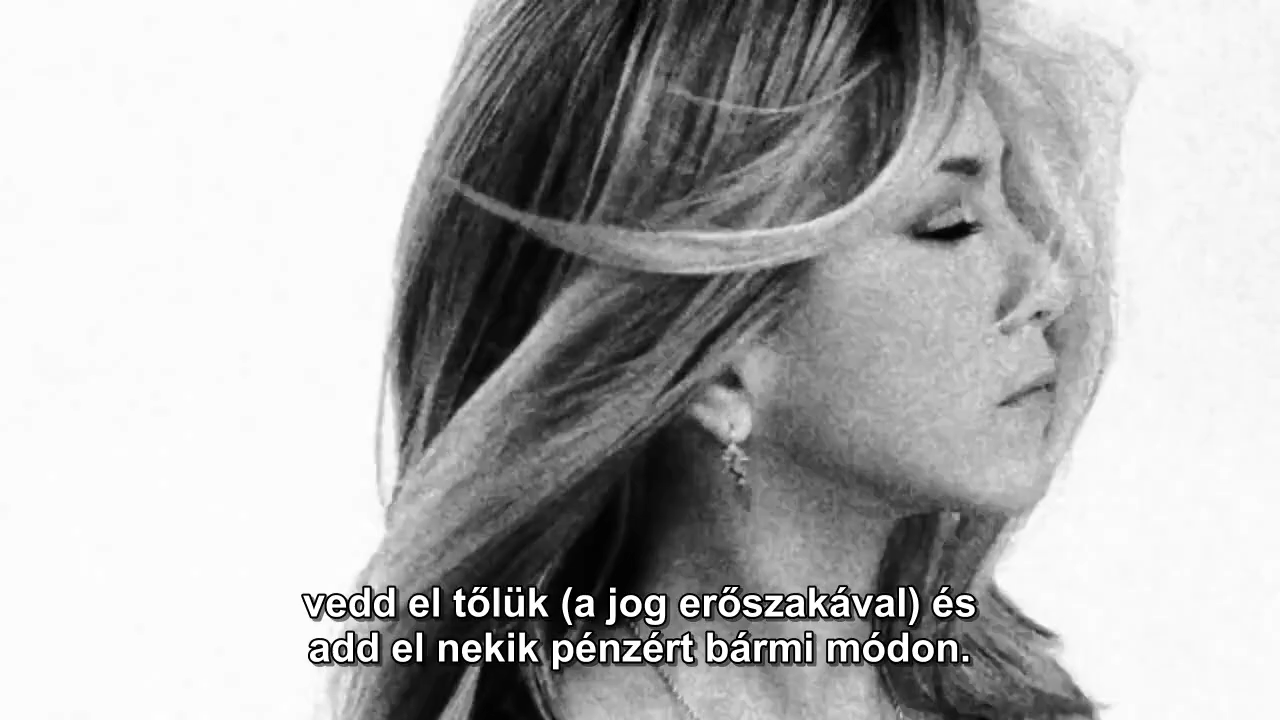 vedd el tőlük (a jog erőszakával) és
add el nekik pénzért bármi módon.